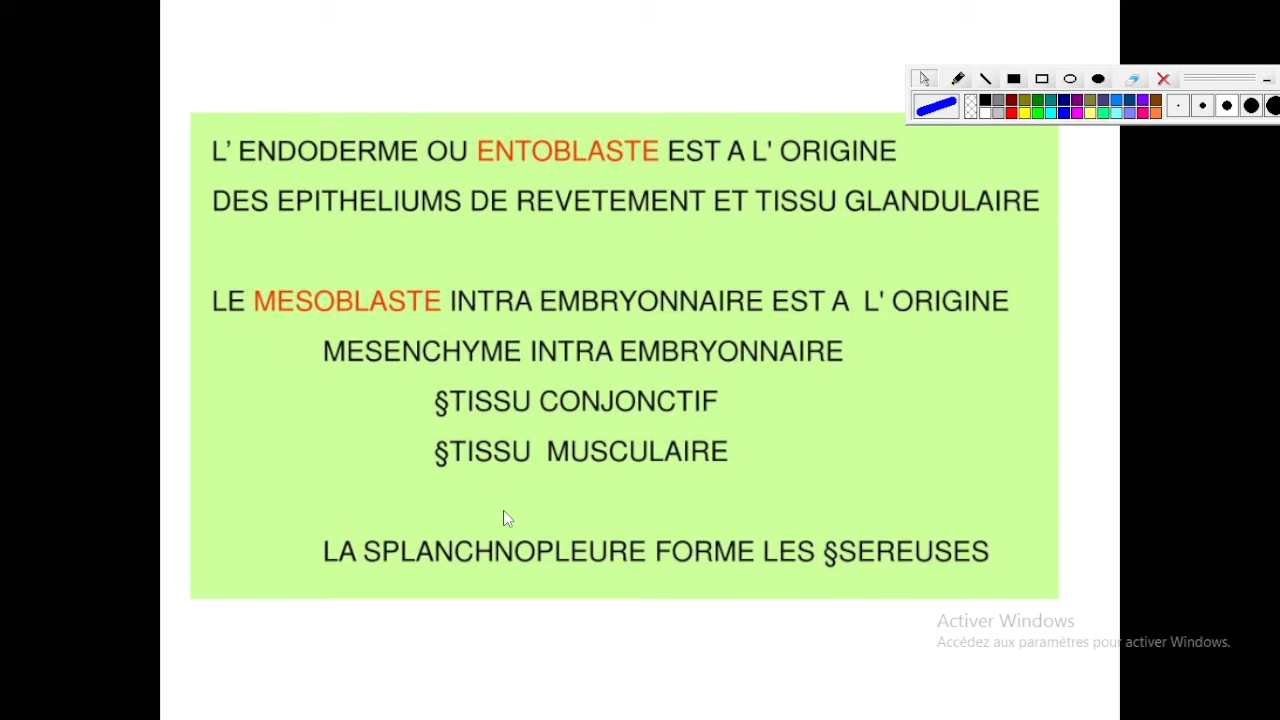 L’ ENDODERME OU ENTOBLASTE EST A L' ORIGINE
DES EPITHELIUMS DE REVETEMENT ET TISSU GLANDULAIRE
LE MESOBLASTE INTRA EMBRYONNAIRE EST A L' ORIGINE
MESENCHYME INTRA EMBRYONNAIRE
§TISSU CONJONCTIF
§TISSU MUSCULAIRE
LA SPLANCHNOPLEURE FORME LES §SEREUSES
Activer Windows
Accédez aux paramètres pour activer Windows.